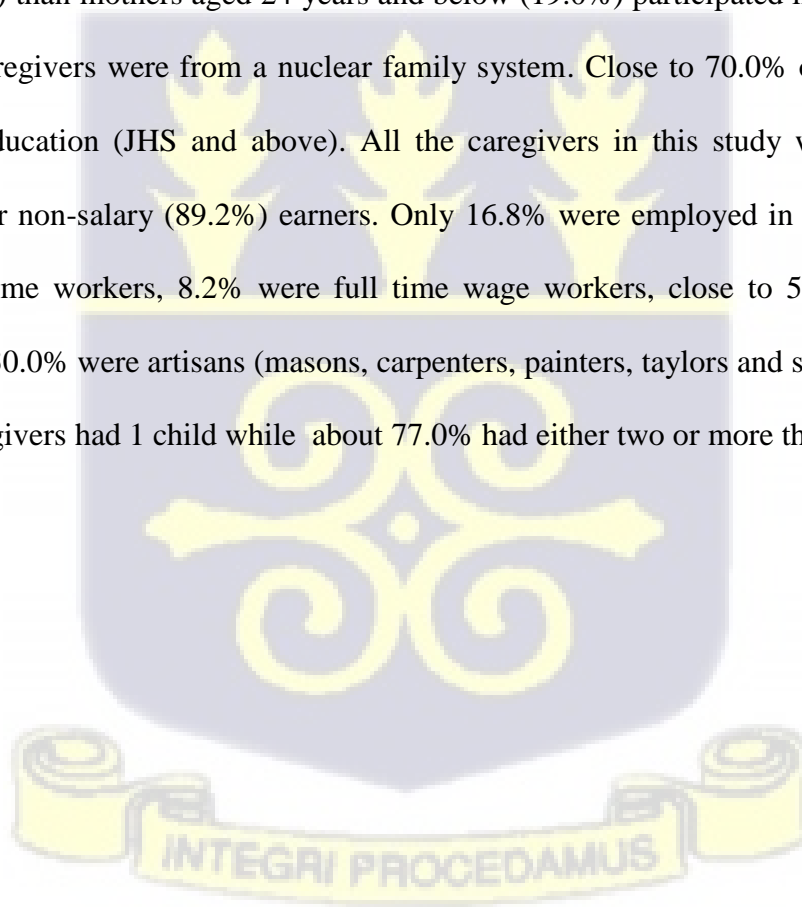 than mothers aged 24 years and below (19.0%) participated
regivers were from a nuclear family system. Close to 70.0%
ducation (JHS and above). All the caregivers in this study
r non-salary (89.2%) earners. Only 16.8% were employed in
me workers, 8.2% were full time wage workers, close to 5
0.0% were artisans (masons, carpenters, painters, taylors and s
givers had 1 child while about 77.0% had either two or more th
INTEGRI PROCEDAMUS